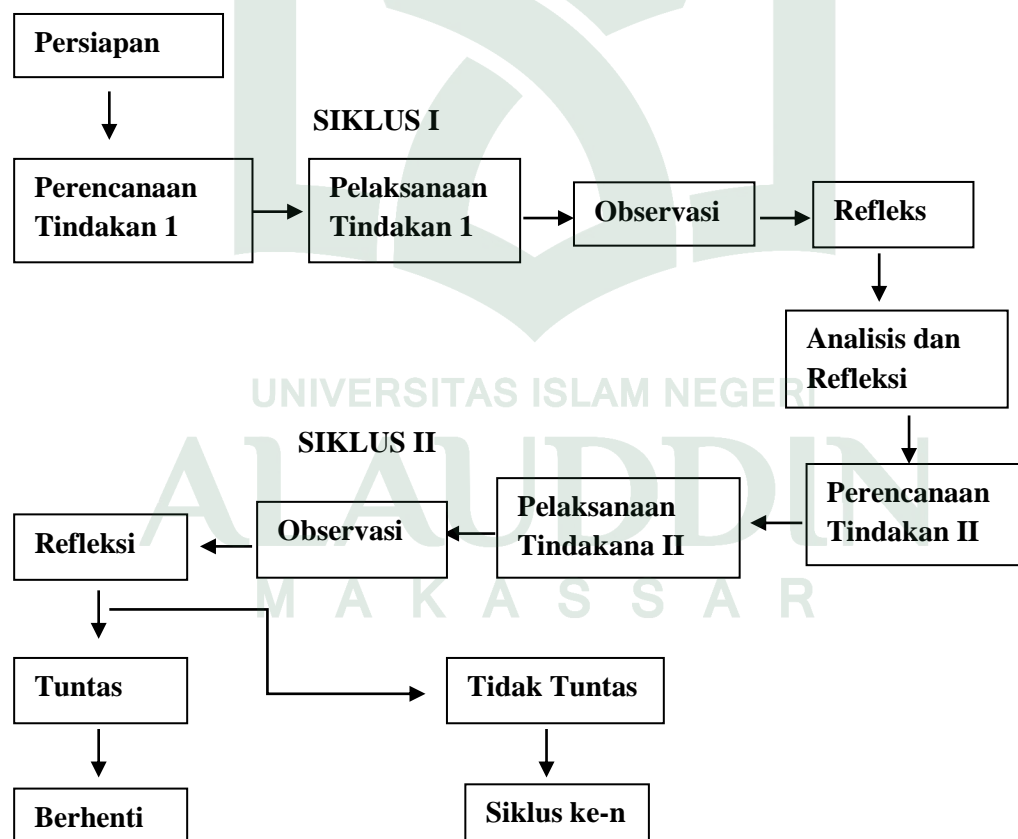 Persiapan
SIKLUS I
Perencanaan
Tindakan 1
Pelaksanaan
Tindakan 1
Observasi
Refleks
Analisis dan
Refleksi
UNIVERSITAS ISLAM NEGERI
ALAUDDIN
MAKASSAR
SIKLUS II
Perencanaan
Tindakan II
Pelaksanaan
Tindakana II
Observasi
Refleksi
Tuntas
Tidak Tuntas
Berhenti
Siklus ke-n